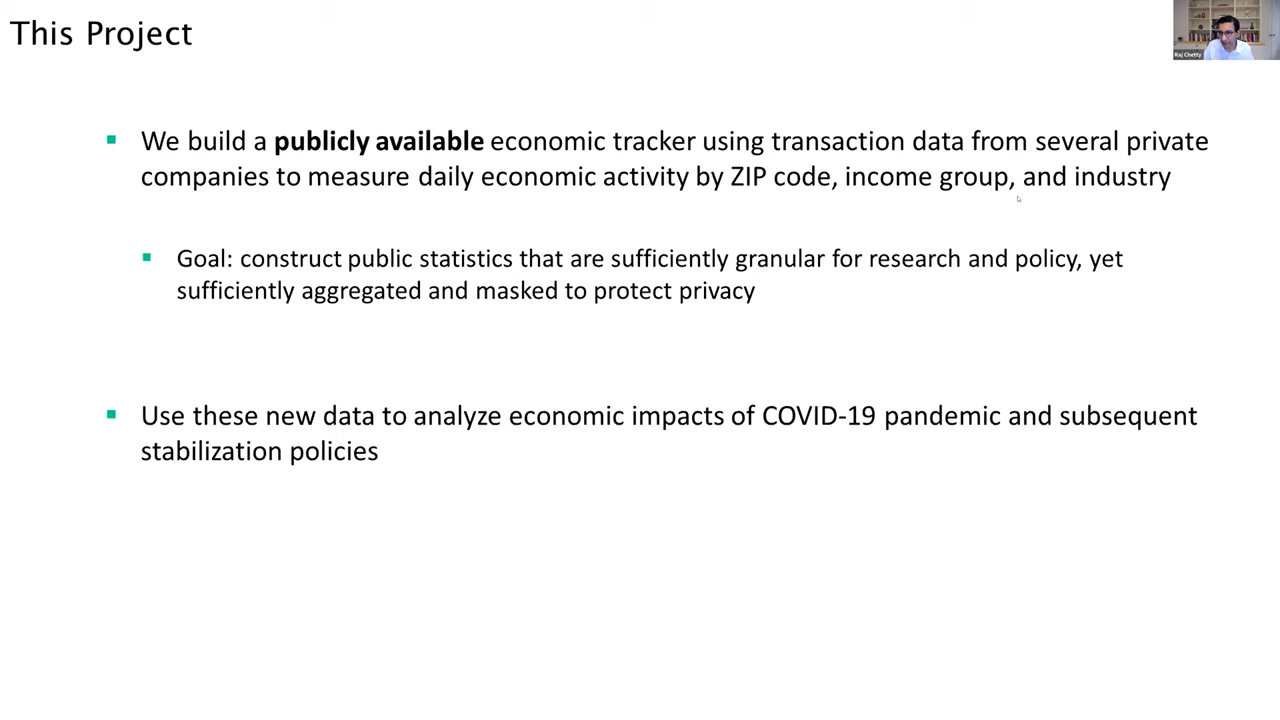 This Project
Raj Chetty
We build a publicly available economic tracker using transaction data from several private
companies to measure daily economic activity by ZIP code, income group, and industry
Goal: construct public statistics that are sufficiently granular for research and policy, yet
sufficiently aggregated and masked to protect privacy
Use these new data to analyze economic impacts of COVID-19 pandemic and subsequent
stabilization policies